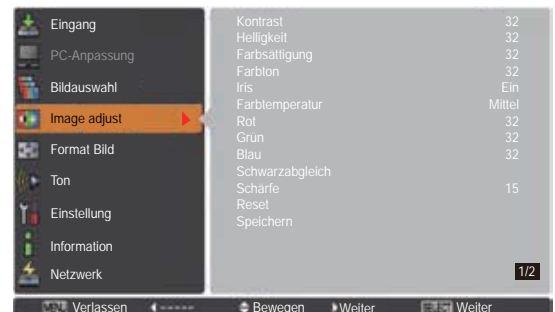 Eingang
PC-Anpassung
Bildauswahl
Image adjust
Format Bild
Ton
Einstellung
Information
Netzwerk
Kontrast 32
Helligkeit 32
Farbsättigung 32
Farbton 32
Iris Ein
Farbtemperatur Mittel
Rot 32
Grün 32
Blau 32
Schwarzabgleich
Schärfe 15
Reset
Speichern
1/2
MENU Verlassen ----- Bewegen Weiter Weiter